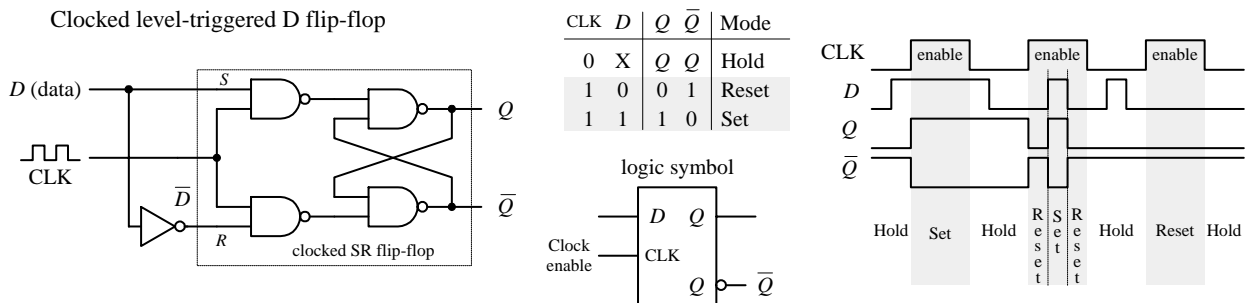 Clocked level-triggered D flip-flop
D (data)
S
Q
CLK
D̅
Q̅
R
clocked SR flip-flop
CLK D Q Q̅ Mode
0 X Q Q Hold
1 0 0 1 Reset
1 1 1 0 Set
logic symbol
D Q
Clock
enable
CLK
Q Q̅
CLK
enable enable enable
D
Q
Q̅
Hold Set Hold Reset Set Reset Hold Reset Hold